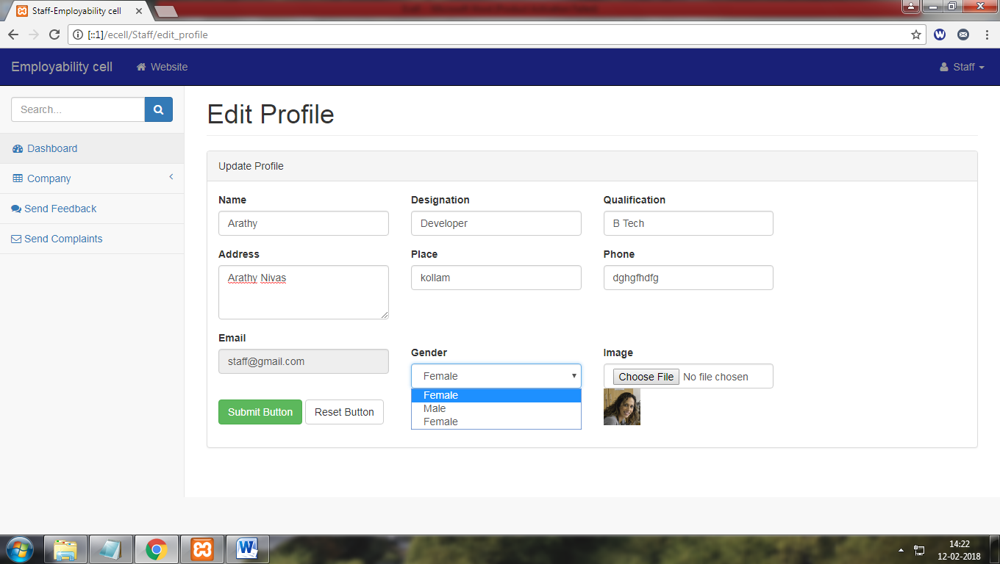 Staff-Employability cell
[::1]/ecell/Staff/edit_profile
Employability cell
Website
Staff
Search...
Dashboard
Company
Send Feedback
Send Complaints
Edit Profile
Update Profile
Name Designation Qualification
Arathy Developer B Tech
Address Place Phone
Arathy Nivas kollam dghgfhdfg
Email
staff@gmail.com
Gender Image
Female Choose File No file chosen
Female
Male
Female
Submit Button Reset Button
14:22
12-02-2018